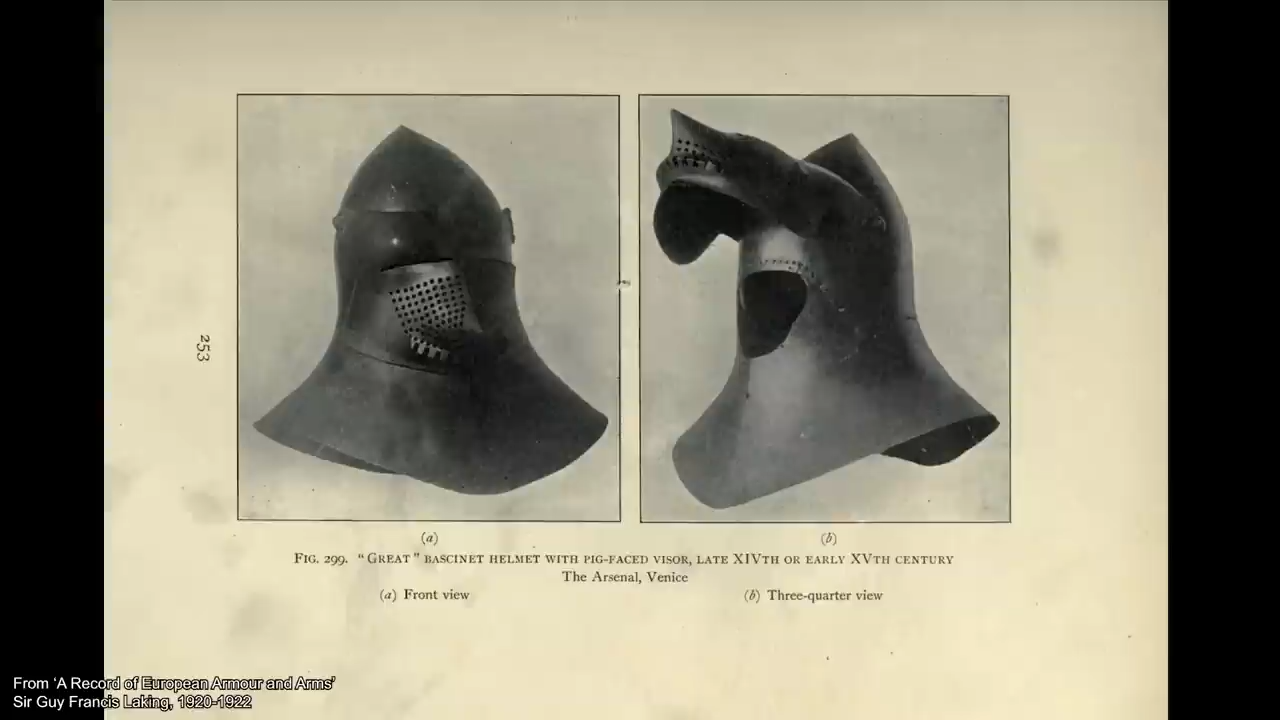 253
(a)
(b)
Fig. 299. "Great" bascinet helmet with pig-faced visor, late XIVth or early XVth century
The Arsenal, Venice
(a) Front view
(b) Three-quarter view
From ‘A Record of European Armour and Arms’
Sir Guy Francis Laking, 1920-1922